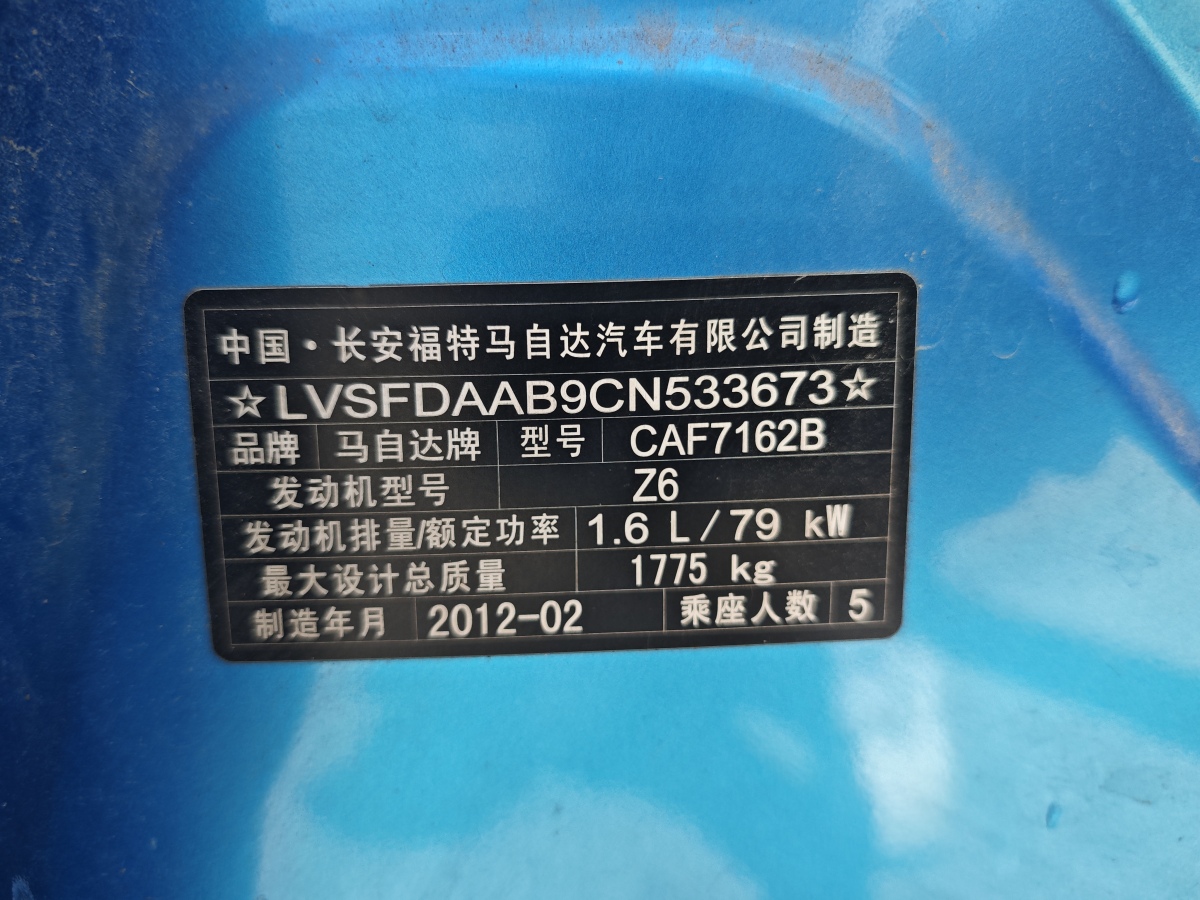 中国·长安福特马自达汽车有限公司制造
☆LVSFDAAB9CN533673☆
品牌 马自达牌 型号 CAF7162B
发动机型号 Z6
发动机排量/额定功率 1.6 L/79 kW
最大设计总质量 1775 kg
制造年月 2012-02 乘座人数 5